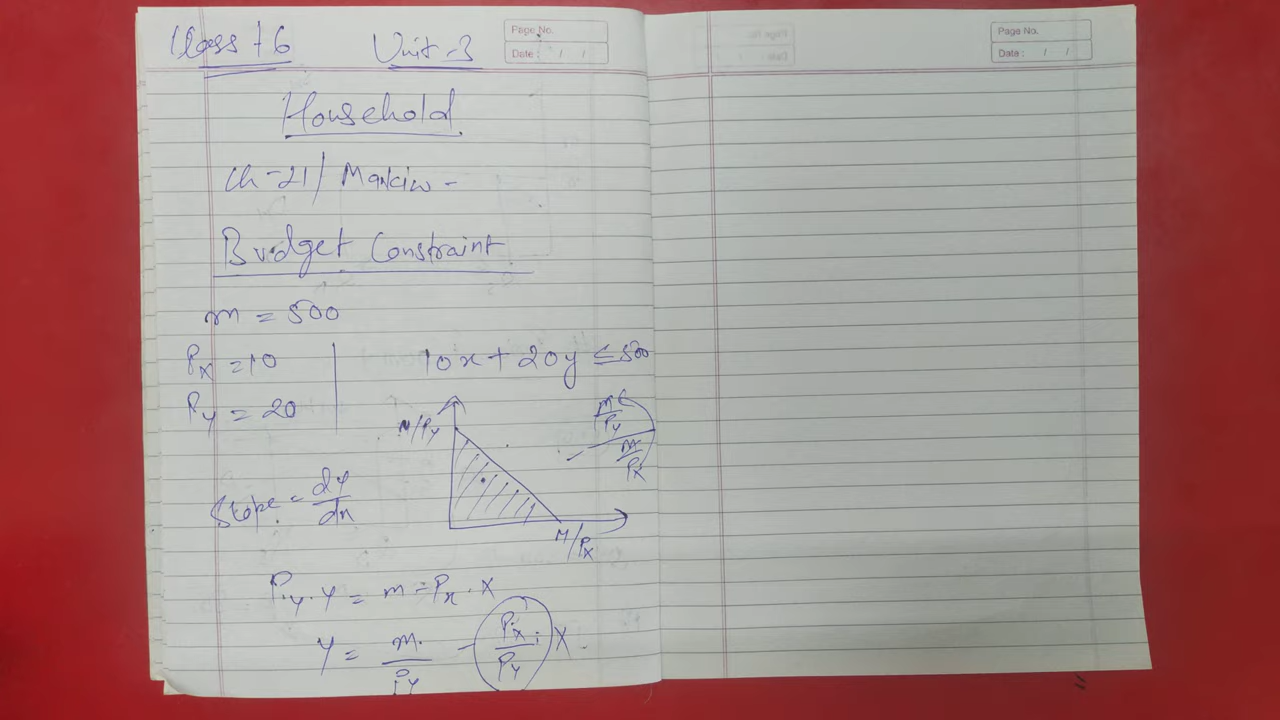 Class 16 Unit-3
Page No.
Date : / /
Household
Ch-21/ Mankiw -
Budget Constraint
m = 500
Px = 10
10x + 20y ≤ 500
Py = 20
M/Py
m/Py
m/Px
Slope = dy/dx
M/Px
Py.y = m - Px.X
Y = m/Py - Px/Py X
Page No.
Date : / /